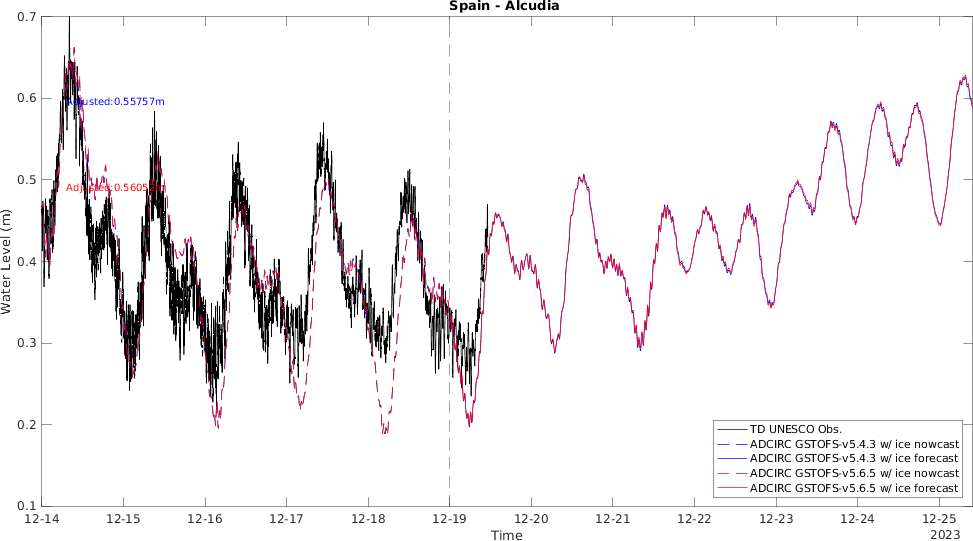 Spain - Alcudia
0.7
0.6
0.5
0.4
0.3
0.2
0.1
Water Level (m)
Adjusted:0.55757m
TD UNESCO Obs.
ADCIRC GSTOFS-v5.4.3 w/ ice nowcast
ADCIRC GSTOFS-v5.4.3 w/ ice forecast
ADCIRC GSTOFS-v5.6.5 w/ ice nowcast
ADCIRC GSTOFS-v5.6.5 w/ ice forecast
12-14
12-15
12-16
12-17
12-18
12-19
12-20
12-21
12-22
12-23
12-24
12-25
Time
2023